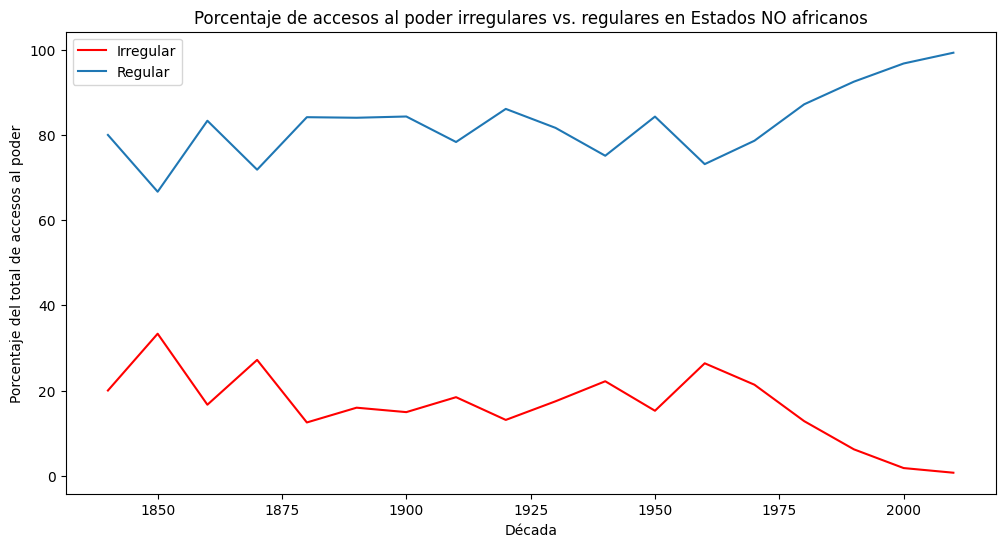 Porcentaje de accesos al poder irregulares vs. regulares en Estados NO africanos
Irregular
Regular
Porcentaje del total de accesos al poder
100
80
60
40
20
0
1850
1875
1900
1925
1950
1975
2000
Década